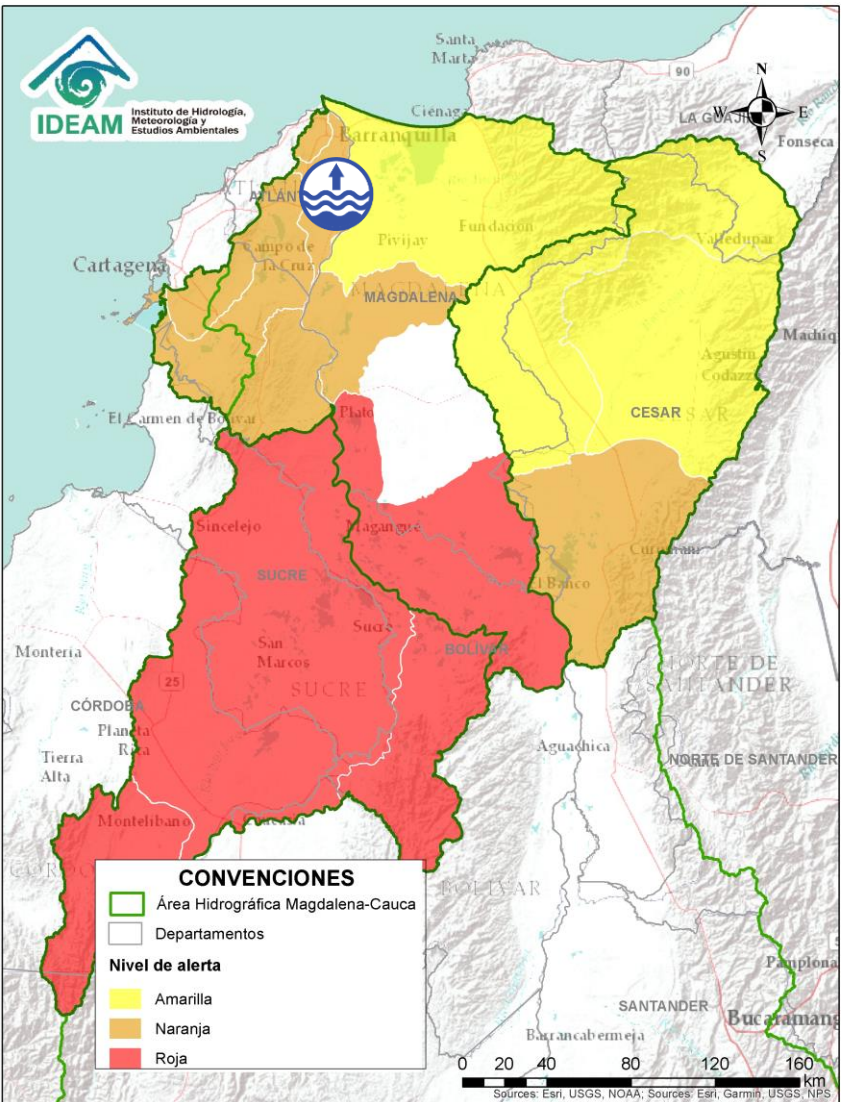 IDEAM
Instituto de Hidrología,
Meteorología y
Estudios Ambientales
Santa
Marta
90
N
W
E
S
Ciénaga
LA GUAJIRA
Fonseca
Barranquilla
ATLÁNT
Fundación
Pivijay
Valledupar
Campo de
la Cruz
Cartagena
MAGDALENA
MAGDALENA
Agustín
Codazzi
CESAR
El Carmen de Bolívar
Plato
Sincelejo
Magangué
SUCRE
Curumaní
El Banco
Sucre
BOLÍVAR
Montería
San
Marcos
SUCRE
NORTE DE
SANTANDER
25
CÓRDOBA
Planeta
Rica
Aguachica
NORTE DE SANTANDER
Tierra
Alta
Montelíbano
BOLÍVAR
CONVENCIONES
Área Hidrográfica Magdalena-Cauca
Departamentos
Nivel de alerta
Amarilla
Naranja
Roja
Pamplona
SANTANDER
Bucaramang
Barrancabermeja
0 20 40 80 120 160
km
Sources: Esri, USGS, NOAA; Sources: Esri, Garmin, USGS, NPS